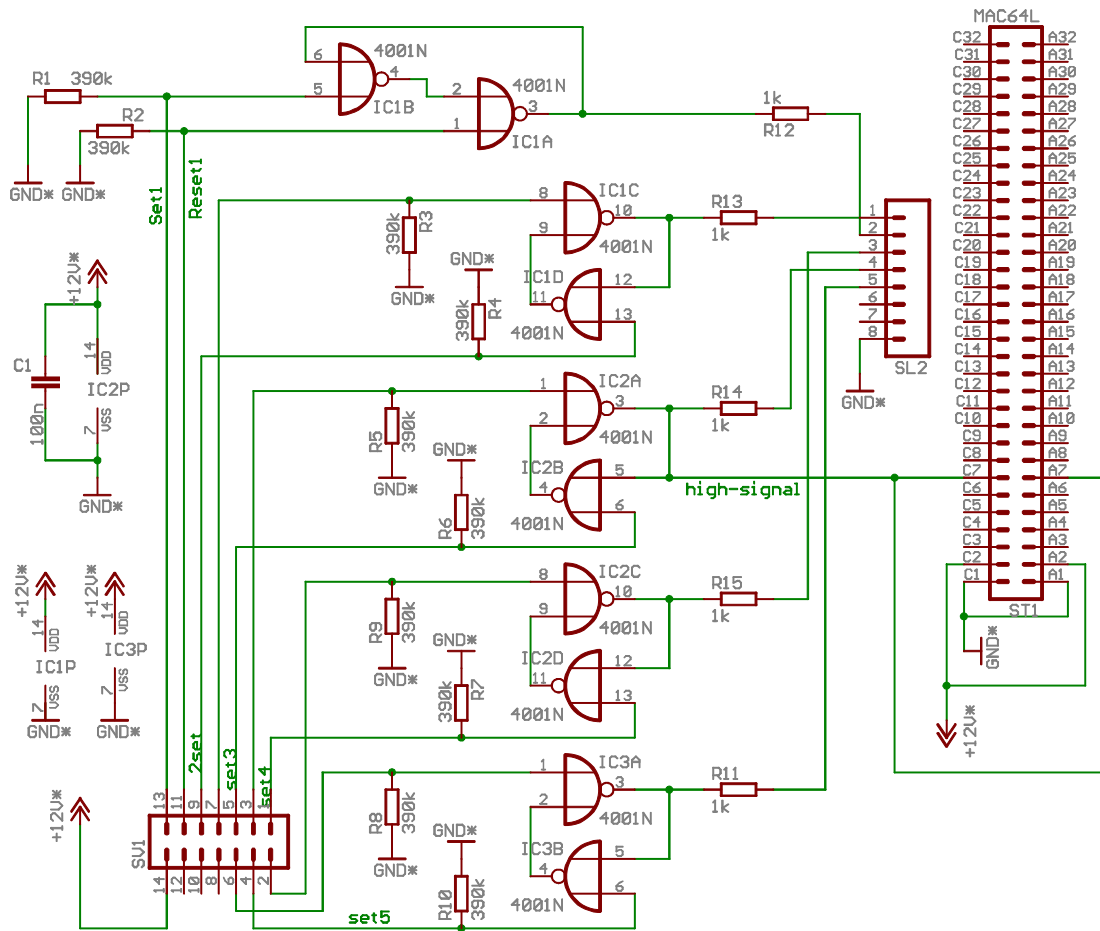 MAC64L
6 4001N
4
5 IC1B
R1 390k
2 4001N
3
1 IC1A
R2
390k
1k
R12
GND* GND*
Set1
Reset1
8 IC1C
10
9 4001N
R13
1k
390k R3
GND*
GND*
390k R4
IC1D 12
11
4001N 13
+12V*
14 VDD
C1
100n
IC2P
7 VSS
GND*
1 IC2A
3
2 4001N
R14
1k
R5 390k
GND*
GND*
R6 390k
IC2B 5
4
4001N 6
high-signal
8 IC2C
10
9 4001N
R15
1k
R9 390k
GND*
GND*
390k R7
IC2D 12
11
4001N 13
+12V* +12V*
14 VDD
14 VDD
IC1P
IC3P
7 VSS
7 VSS
GND* GND*
2set
set3
set4
1 IC3A
3
2 4001N
R11
1k
R8 390k
GND*
GND*
R10 390k
IC3B 5
4
4001N 6
set5
+12V*
13 11 9 7 5 3 1
SV1
14 12 10 8 6 4 2
1
2
3
4
5
6
7
8
SL2
GND*
C32 A32
C31 A31
C30 A30
C29 A29
C28 A28
C27 A27
C26 A26
C25 A25
C24 A24
C23 A23
C22 A22
C21 A21
C20 A20
C19 A19
C18 A18
C17 A17
C16 A16
C15 A15
C14 A14
C13 A13
C12 A12
C11 A11
C10 A10
C9 A9
C8 A8
C7 A7
C6 A6
C5 A5
C4 A4
C3 A3
C2 A2
C1 A1
ST1
GND*
+12V*